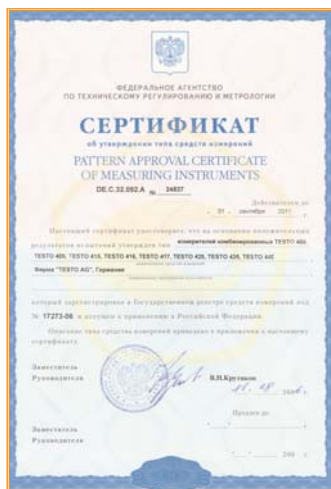 ФЕДЕРАЛЬНОЕ АГЕНТСТВО
ПО ТЕХНИЧЕСКОМУ РЕГУЛИРОВАНИЮ И МЕТРОЛОГИИ
СЕРТИФИКАТ
об утверждении типа средств измерений
PATTERN APPROVAL CERTIFICATE
OF MEASURING INSTRUMENTS
DE.C.32.092.A № 24837
Действителен до
01 . сентября 2011
Настоящий сертификат удостоверяет, что на основании положительных
результатов испытаний утвержден тип измерителей комбинированных TESTO 400,
TESTO 405, TESTO 415, TESTO 416, TESTO 417, TESTO 425, TESTO 435, TESTO 445
Фирма "TESTO AG", Германия
который зарегистрирован в Государственном реестре средств измерений под
№ 17273-06 и допущен к применению в Российской Федерации.
Описание типа средства измерений приведено в приложении к настоящему
сертификату.
Заместитель
Руководителя
В.Н.Крутиков
Продлен до
Заместитель
Руководителя
200 г.